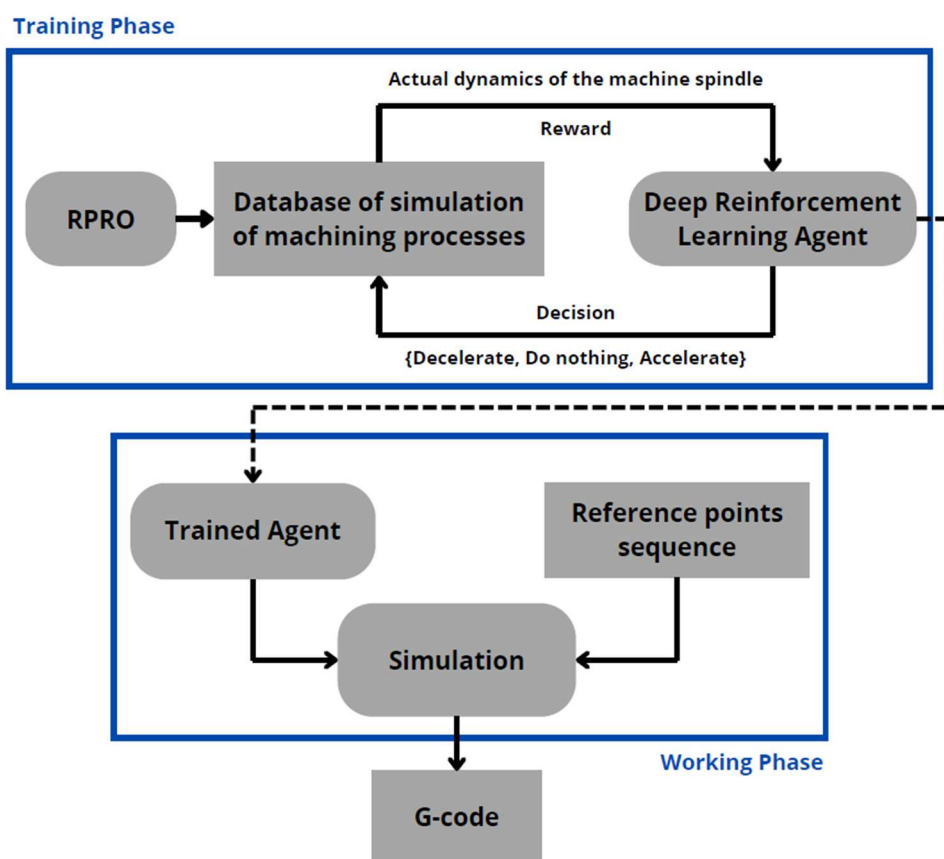 Training Phase
Actual dynamics of the machine spindle
Reward
RPRO
Database of simulation
of machining processes
Deep Reinforcement
Learning Agent
Decision
{Decelerate, Do nothing, Accelerate}
Trained Agent
Reference points
sequence
Simulation
Working Phase
G-code